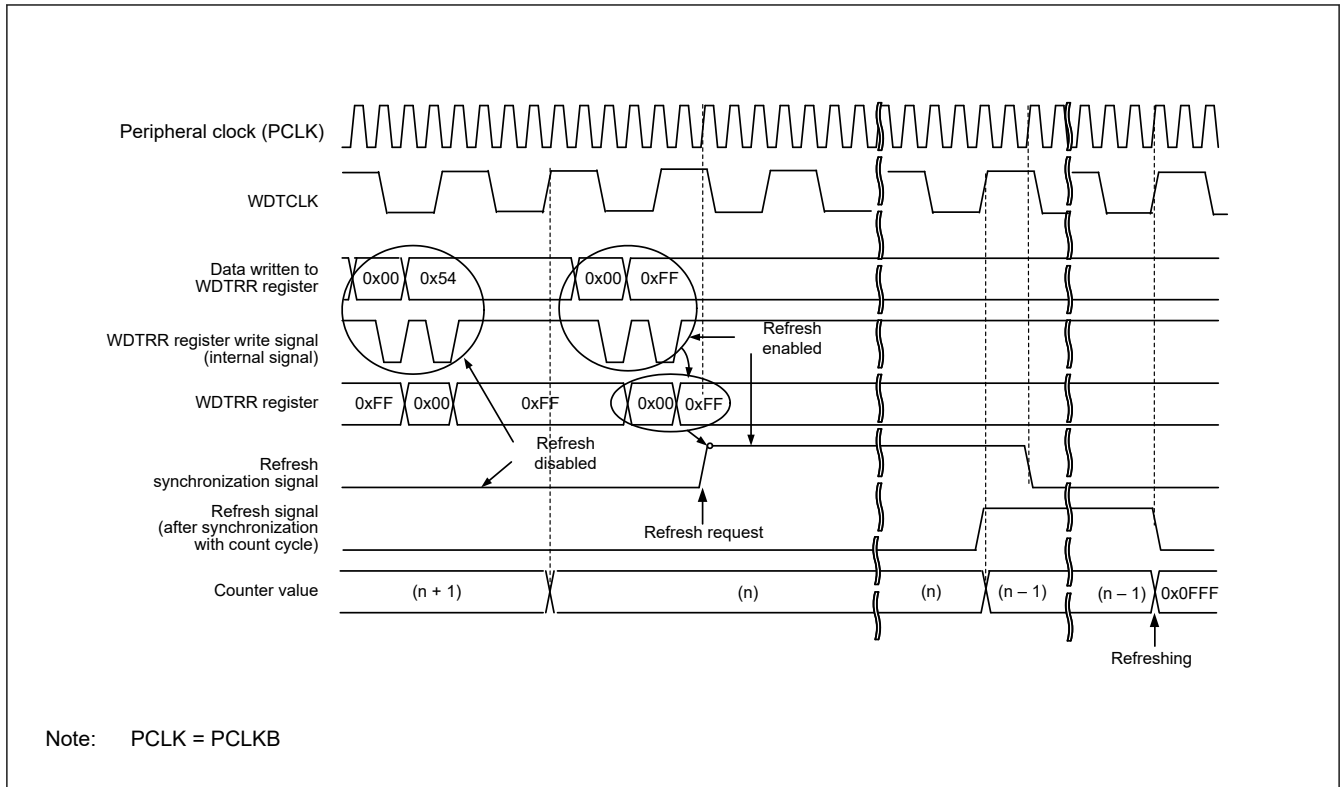 Peripheral clock (PCLK)
WDTCLK
Data written to
WDTRR register
0x00
0x54
0x00
0xFF
WDTRR register write signal
(internal signal)
Refresh
enabled
WDTRR register
0xFF
0x00
0xFF
0x00
0xFF
Refresh
disabled
Refresh
synchronization signal
Refresh signal
(after synchronization
with count cycle)
Refresh request
Counter value
(n + 1)
(n)
(n)
(n – 1)
(n – 1)
0x0FFF
Refreshing
Note: PCLK = PCLKB